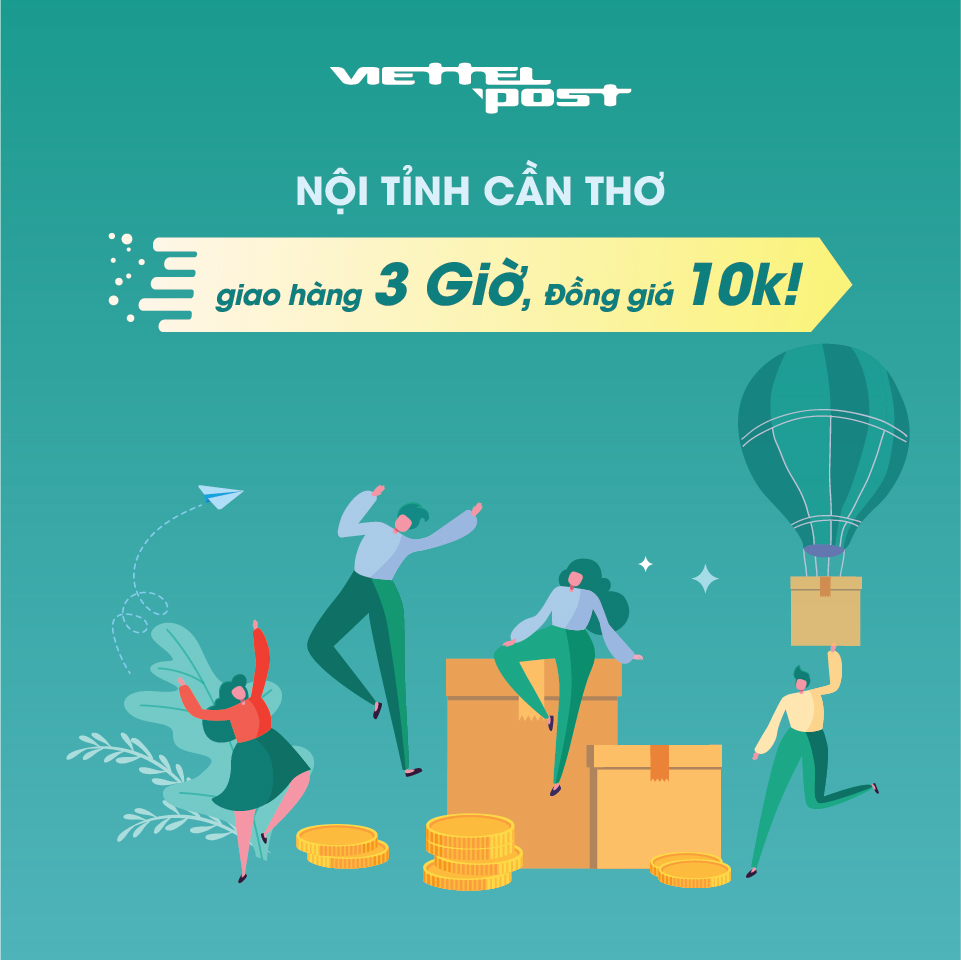 VIETTEL
POST
NỘI TỈNH CẦN THƠ
giao hàng 3 Giờ, Đồng giá 10k!